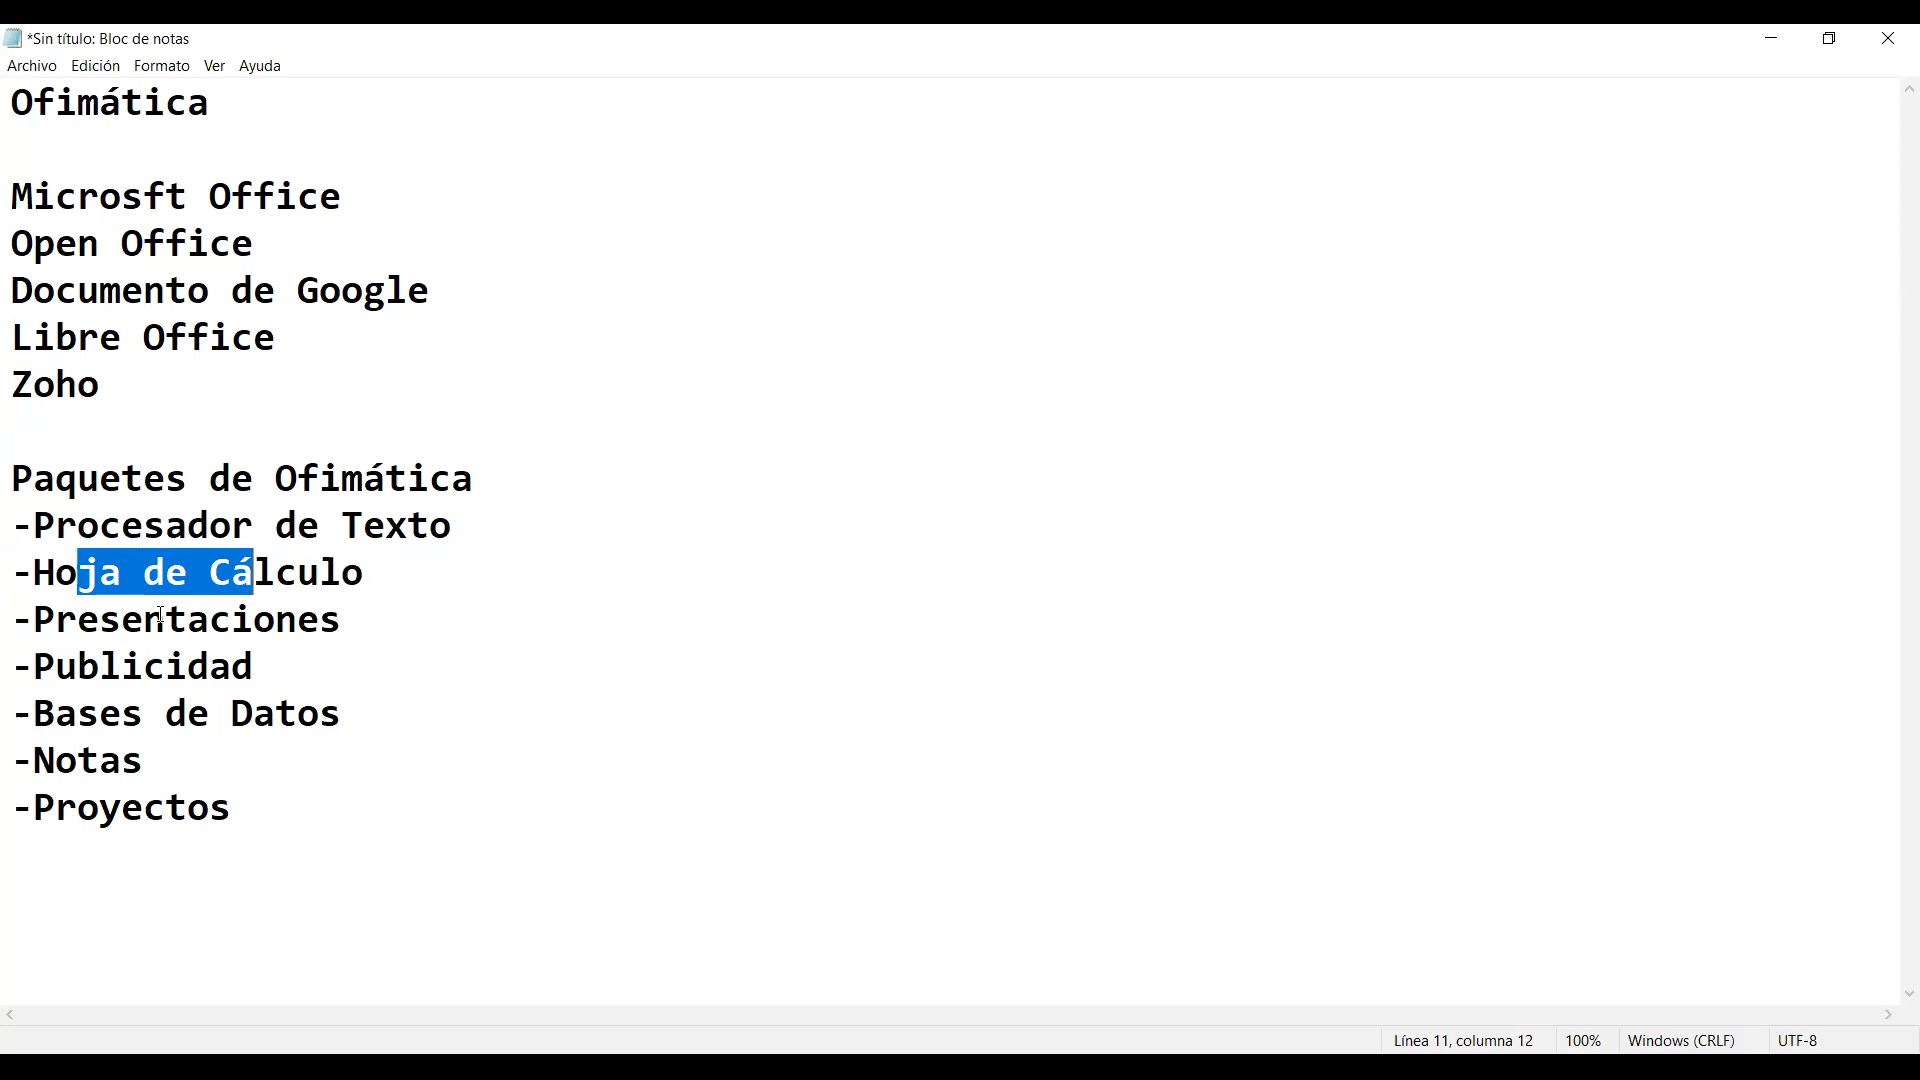 *Sin título: Bloc de notas
Archivo Edición Formato Ver Ayuda
Ofimática
Microsft Office
Open Office
Documento de Google
Libre Office
Zoho
Paquetes de Ofimática
-Procesador de Texto
-Hoja de Cálculo
-Presentaciones
-Publicidad
-Bases de Datos
-Notas
-Proyectos
Línea 11, columna 12 100% Windows (CRLF) UTF-8